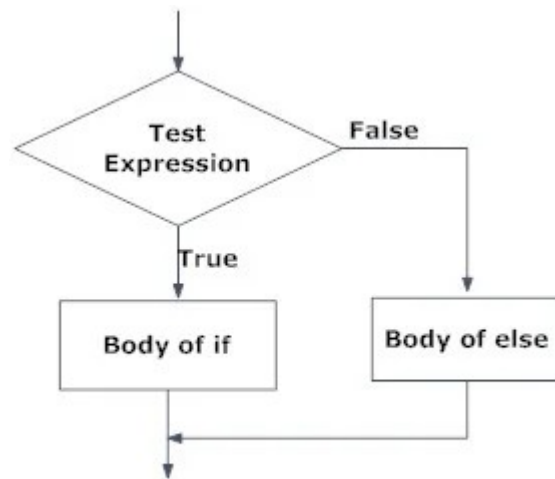 Test
Expression
False
True
Body of if
Body of else